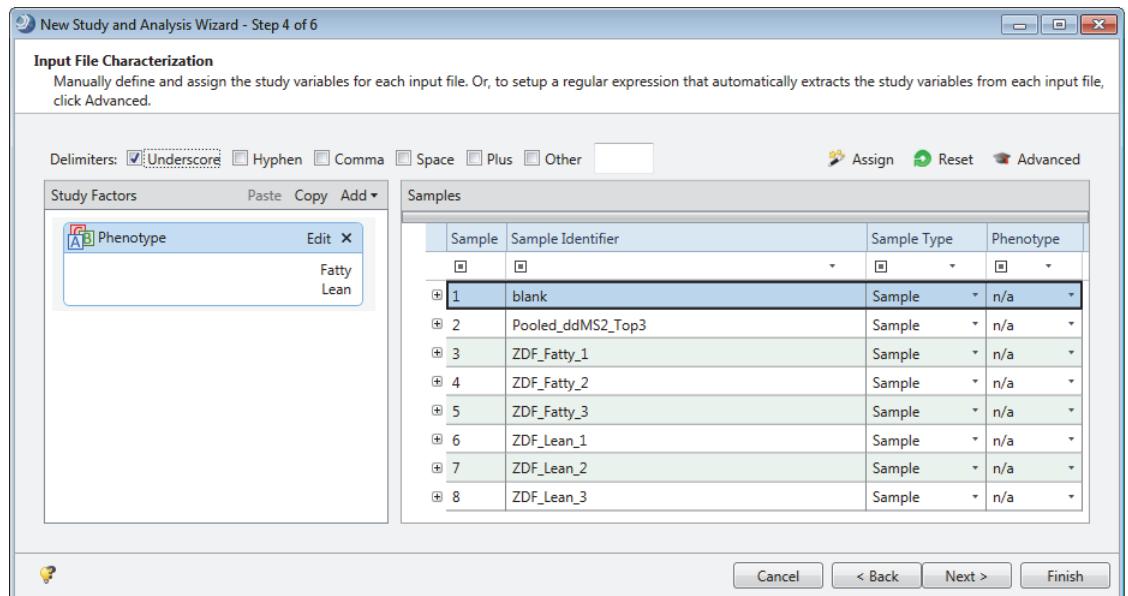 New Study and Analysis Wizard - Step 4 of 6
Input File Characterization
Manually define and assign the study variables for each input file. Or, to setup a regular expression that automatically extracts the study variables from each input file,
click Advanced.
Delimiters: Underscore Hyphen Comma Space Plus Other Assign Reset Advanced
Study Factors Paste Copy Add
Samples
Phenotype Edit X
Fatty
Lean
Sample Sample Identifier Sample Type Phenotype
1 blank Sample n/a
2 Pooled_ddMS2_Top3 Sample n/a
3 ZDF_Fatty_1 Sample n/a
4 ZDF_Fatty_2 Sample n/a
5 ZDF_Fatty_3 Sample n/a
6 ZDF_Lean_1 Sample n/a
7 ZDF_Lean_2 Sample n/a
8 ZDF_Lean_3 Sample n/a
Cancel < Back Next > Finish